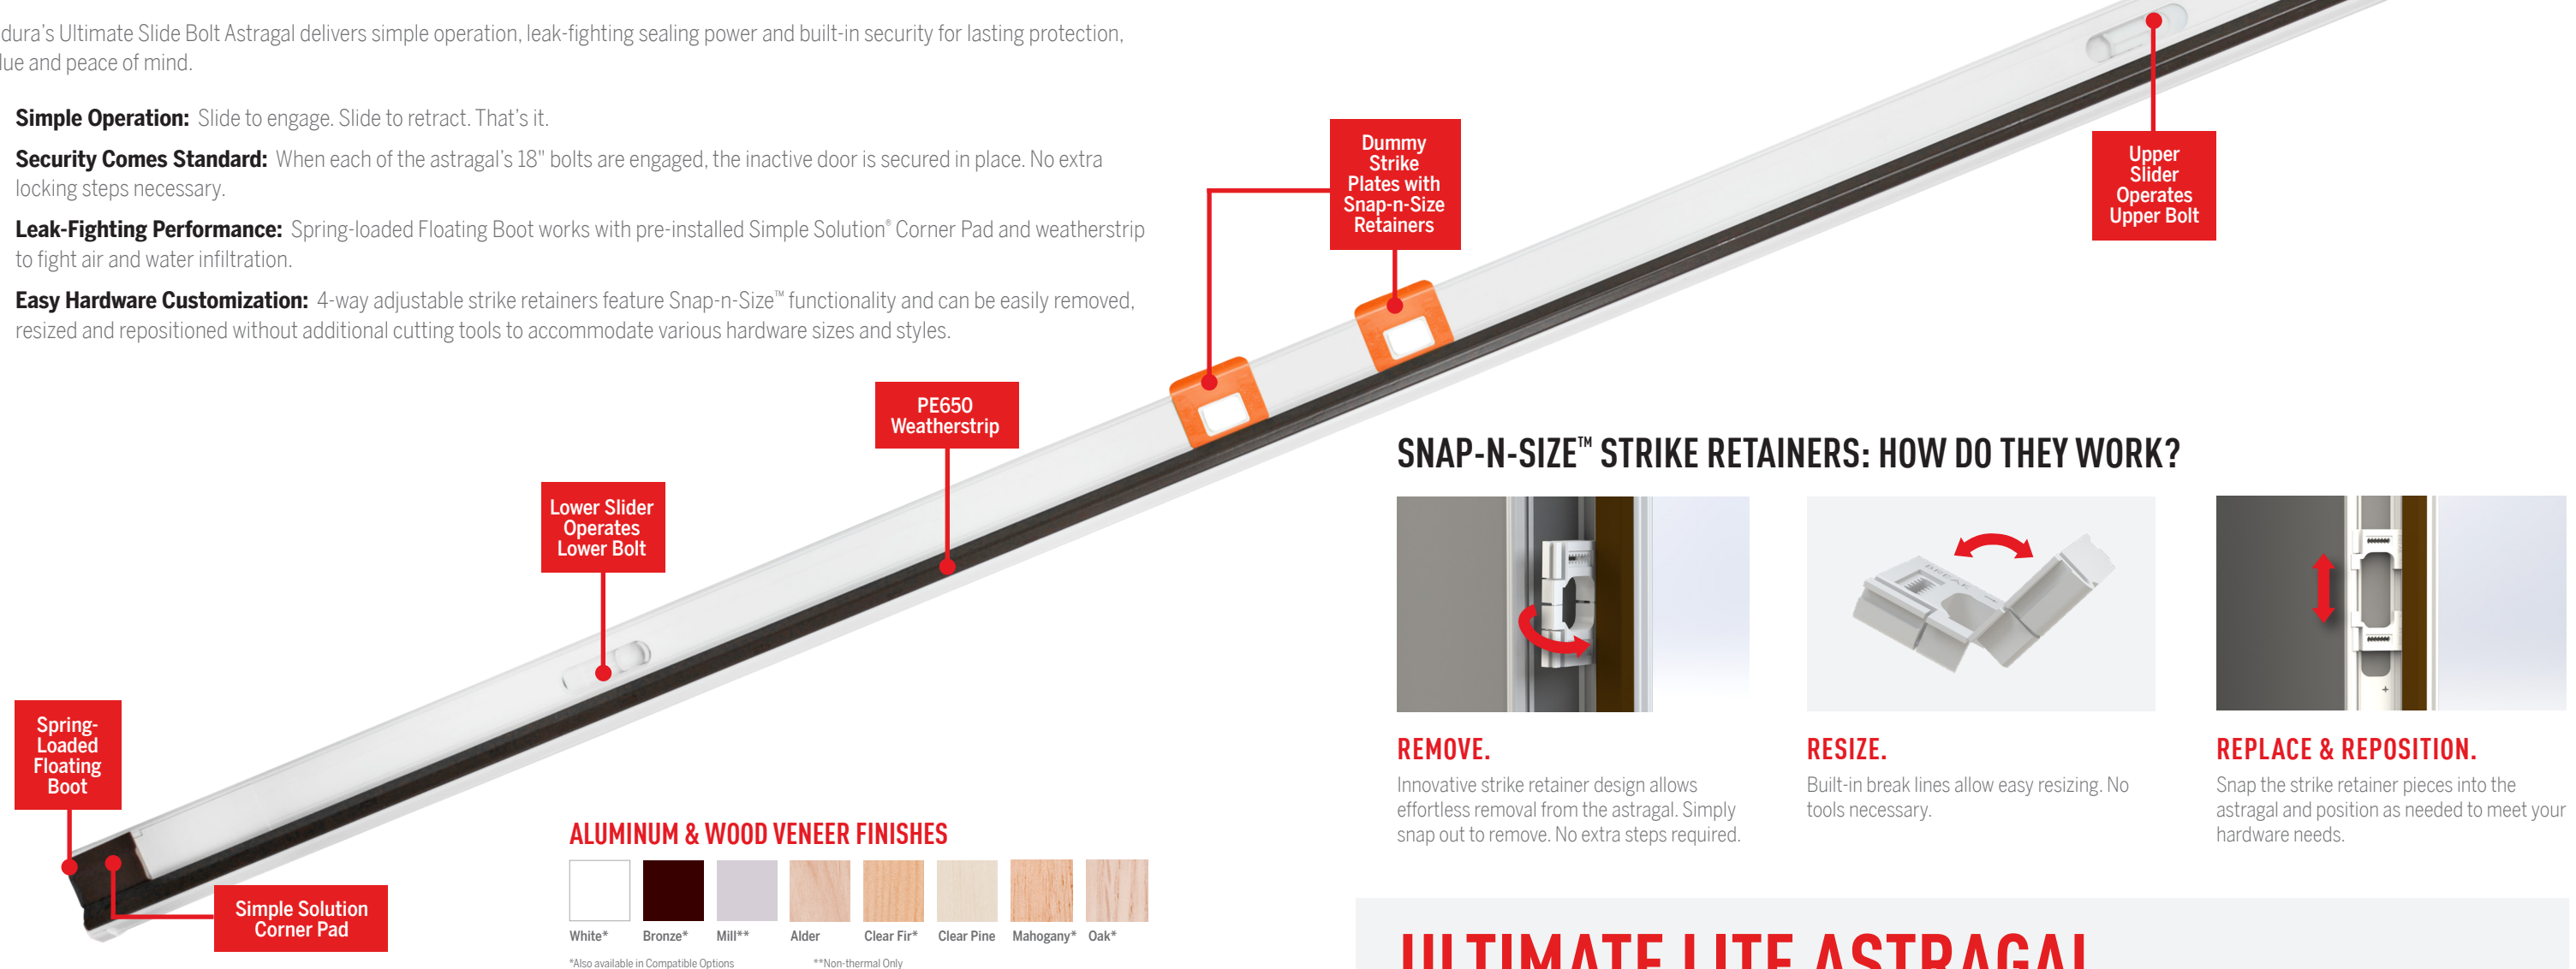 dura's Ultimate Slide Bolt Astragal delivers simple operation, leak-fighting sealing power and built-in security for lasting protection,
lue and peace of mind.
Simple Operation: Slide to engage. Slide to retract. That's it.
Security Comes Standard: When each of the astragal's 18" bolts are engaged, the inactive door is secured in place. No extra
locking steps necessary.
Leak-Fighting Performance: Spring-loaded Floating Boot works with pre-installed Simple Solution® Corner Pad and weatherstrip
to fight air and water infiltration.
Easy Hardware Customization: 4-way adjustable strike retainers feature Snap-n-Size™ functionality and can be easily removed,
resized and repositioned without additional cutting tools to accommodate various hardware sizes and styles.
Dummy
Strike
Plates with
Snap-n-Size
Retainers
Upper
Slider
Operates
Upper Bolt
PE650
Weatherstrip
Lower Slider
Operates
Lower Bolt
Spring-
Loaded
Floating
Boot
Simple Solution
Corner Pad
ALUMINUM & WOOD VENEER FINISHES
White*
Bronze*
Mill**
Alder
Clear Fir*
Clear Pine
Mahogany*
Oak*
*Also available in Compatible Options
**Non-thermal Only
SNAP-N-SIZE™ STRIKE RETAINERS: HOW DO THEY WORK?
BREAK
REMOVE.
Innovative strike retainer design allows
effortless removal from the astragal. Simply
snap out to remove. No extra steps required.
RESIZE.
Built-in break lines allow easy resizing. No
tools necessary.
REPLACE & REPOSITION.
Snap the strike retainer pieces into the
astragal and position as needed to meet your
hardware needs.
ULTIMATE LITE ASTRAGAL